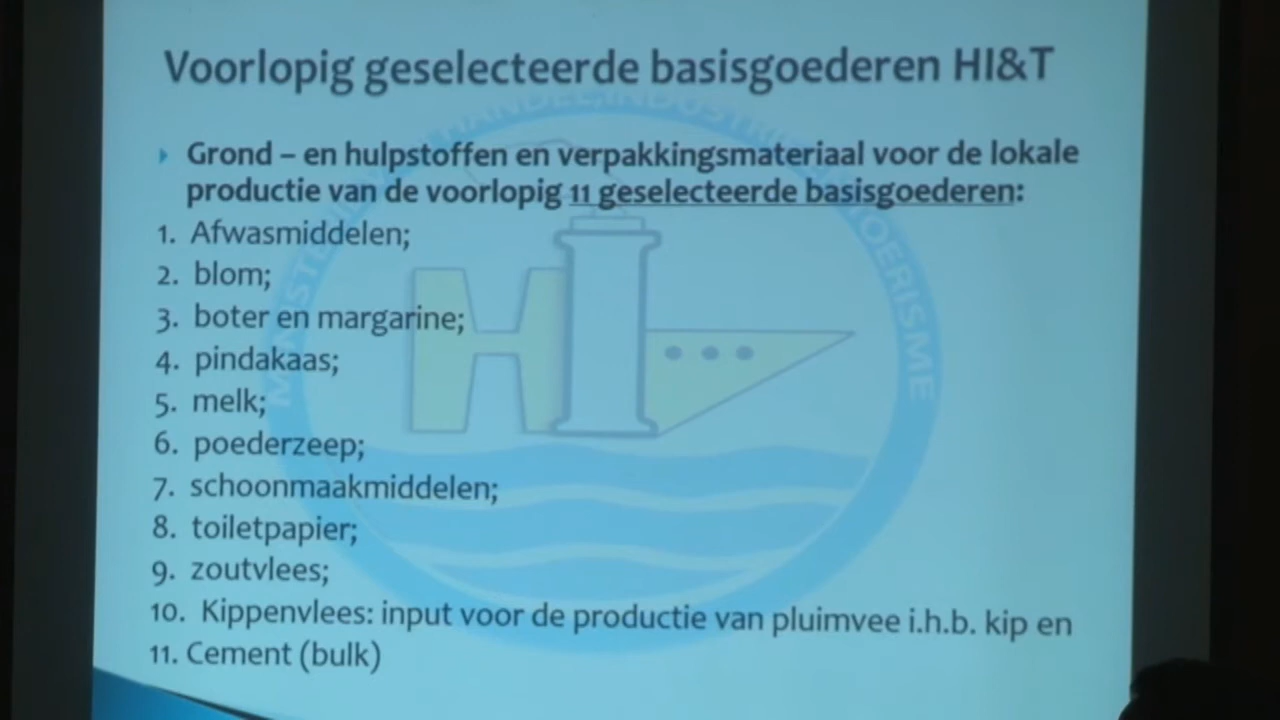 Voorlopig geselecteerde basisgoederen HI&T
Grond – en hulpstoffen en verpakkingsmateriaal voor de lokale
productie van de voorlopig 11 geselecteerde basisgoederen:
1. Afwasmiddelen;
2. blom;
3. boter en margarine;
4. pindakaas;
5. melk;
6. poederzeep;
7. schoonmaakmiddelen;
8. toiletpapier;
9. zoutvlees;
10. Kippenvlees: input voor de productie van pluimvee i.h.b. kip en
11. Cement (bulk)
HI
TOERISME